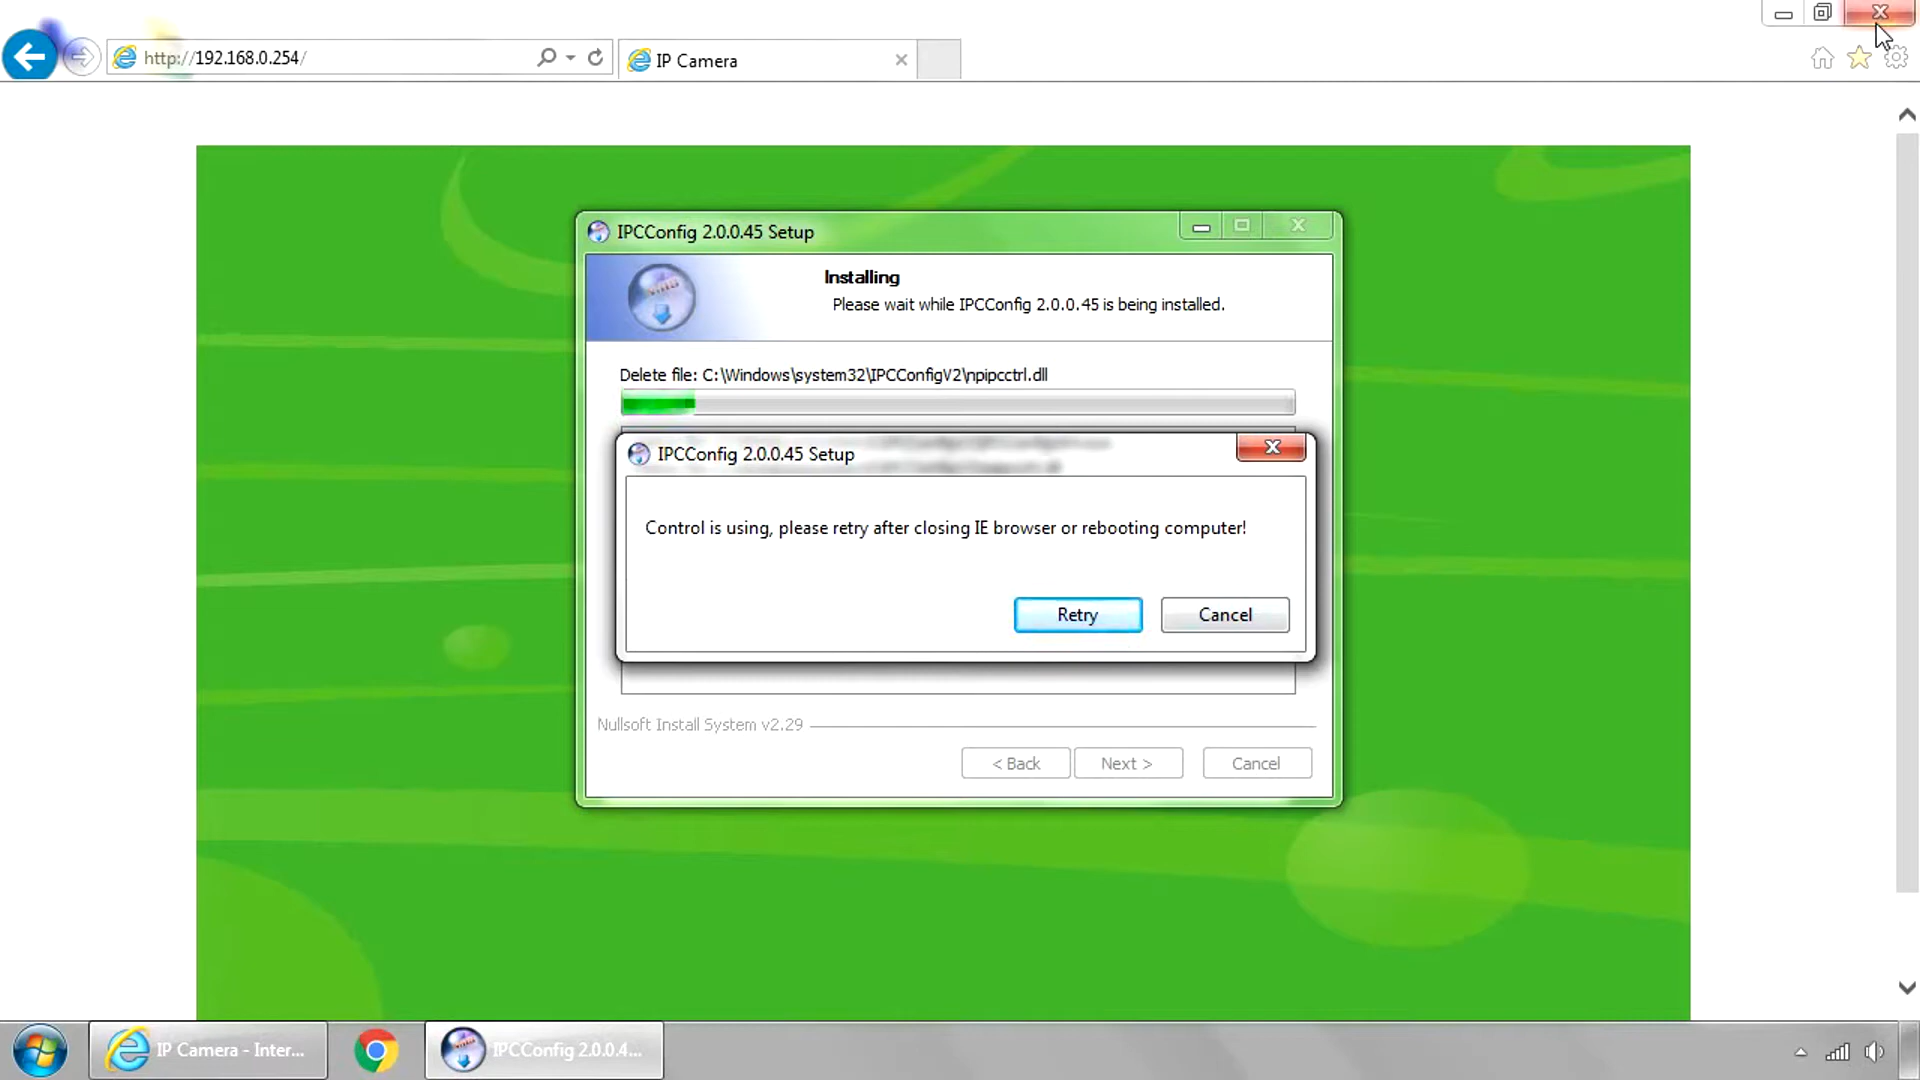 http://192.168.0.254/
IP Camera
IPCConfig 2.0.0.45 Setup
Installing
Please wait while IPCConfig 2.0.0.45 is being installed.
Delete file: C:\Windows\system32\IPCConfigV2\npipcctrl.dll
IPCConfig 2.0.0.45 Setup
Control is using, please retry after closing IE browser or rebooting computer!
Retry Cancel
Nullsoft Install System v2.29
< Back Next > Cancel
IP Camera - Inter... IPCConfig 2.0.0.4...